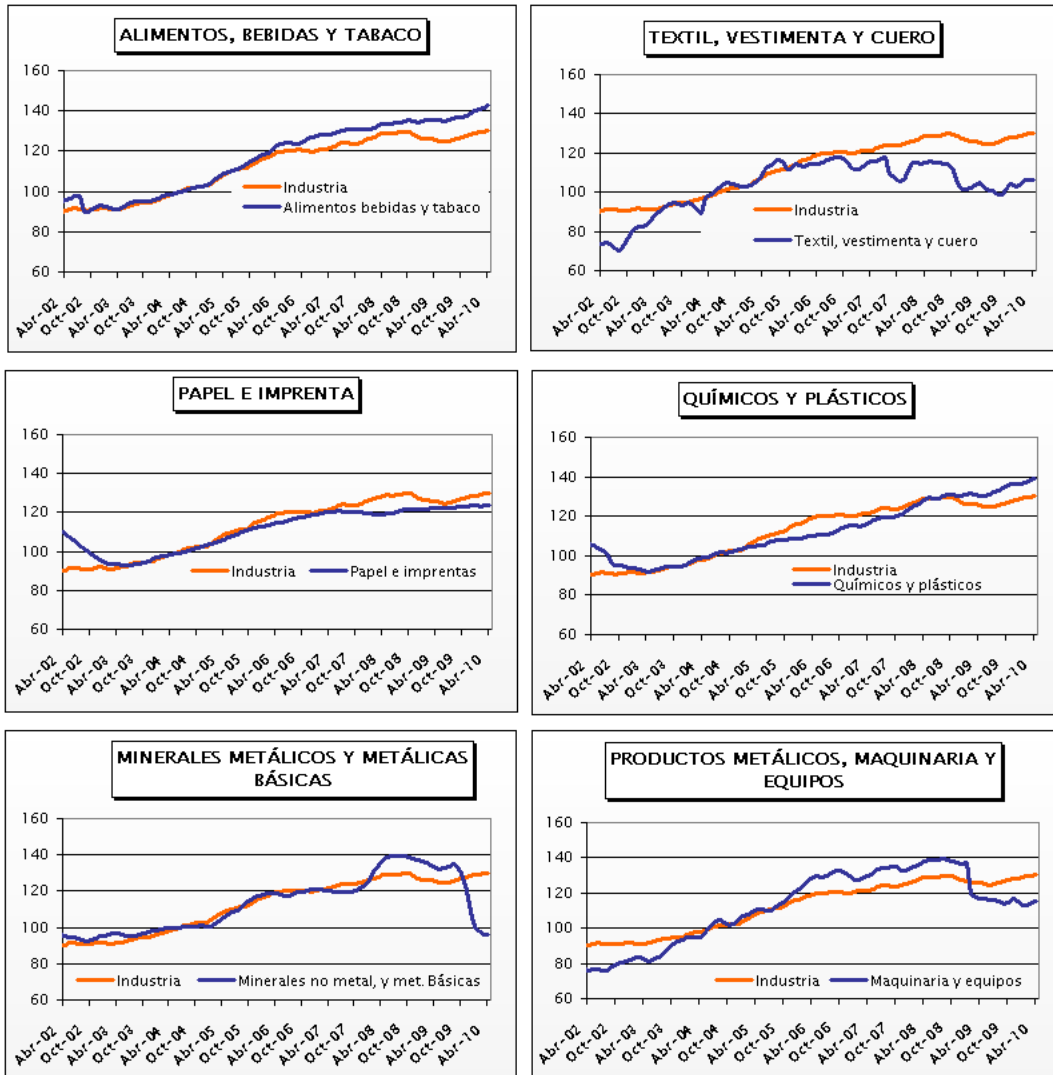 ALIMENTOS, BEBIDAS Y TABACO
160
140
120
100
80
60
Industria
Alimentos bebidas y tabaco
Abr-02
Oct-02
Abr-03
Oct-03
Abr-04
Oct-04
Abr-05
Oct-05
Abr-06
Oct-06
Abr-07
Oct-07
Abr-08
Oct-08
Abr-09
Oct-09
Abr-10
TEXTIL, VESTIMENTA Y CUERO
160
140
120
100
80
60
Industria
Textil, vestimenta y cuero
Abr-02
Oct-02
Abr-03
Oct-03
Abr-04
Oct-04
Abr-05
Oct-05
Abr-06
Oct-06
Abr-07
Oct-07
Abr-08
Oct-08
Abr-09
Oct-09
Abr-10
PAPEL E IMPRENTA
160
140
120
100
80
60
Industria
Papel e imprentas
Abr-02
Oct-02
Abr-03
Oct-03
Abr-04
Oct-04
Abr-05
Oct-05
Abr-06
Oct-06
Abr-07
Oct-07
Abr-08
Oct-08
Abr-09
Oct-09
Abr-10
QUÍMICOS Y PLÁSTICOS
160
140
120
100
80
60
Industria
Químicos y plásticos
Abr-02
Oct-02
Abr-03
Oct-03
Abr-04
Oct-04
Abr-05
Oct-05
Abr-06
Oct-06
Abr-07
Oct-07
Abr-08
Oct-08
Abr-09
Oct-09
Abr-10
MINERALES METÁLICOS Y METÁLICAS
BÁSICAS
160
140
120
100
80
60
Industria
Minerales no metal, y met. Básicas
Abr-02
Oct-02
Abr-03
Oct-03
Abr-04
Oct-04
Abr-05
Oct-05
Abr-06
Oct-06
Abr-07
Oct-07
Abr-08
Oct-08
Abr-09
Oct-09
Abr-10
PRODUCTOS METÁLICOS, MAQUINARIA Y
EQUIPOS
160
140
120
100
80
60
Industria
Maquinaria y equipos
Abr-02
Oct-02
Abr-03
Oct-03
Abr-04
Oct-04
Abr-05
Oct-05
Abr-06
Oct-06
Abr-07
Oct-07
Abr-08
Oct-08
Abr-09
Oct-09
Abr-10